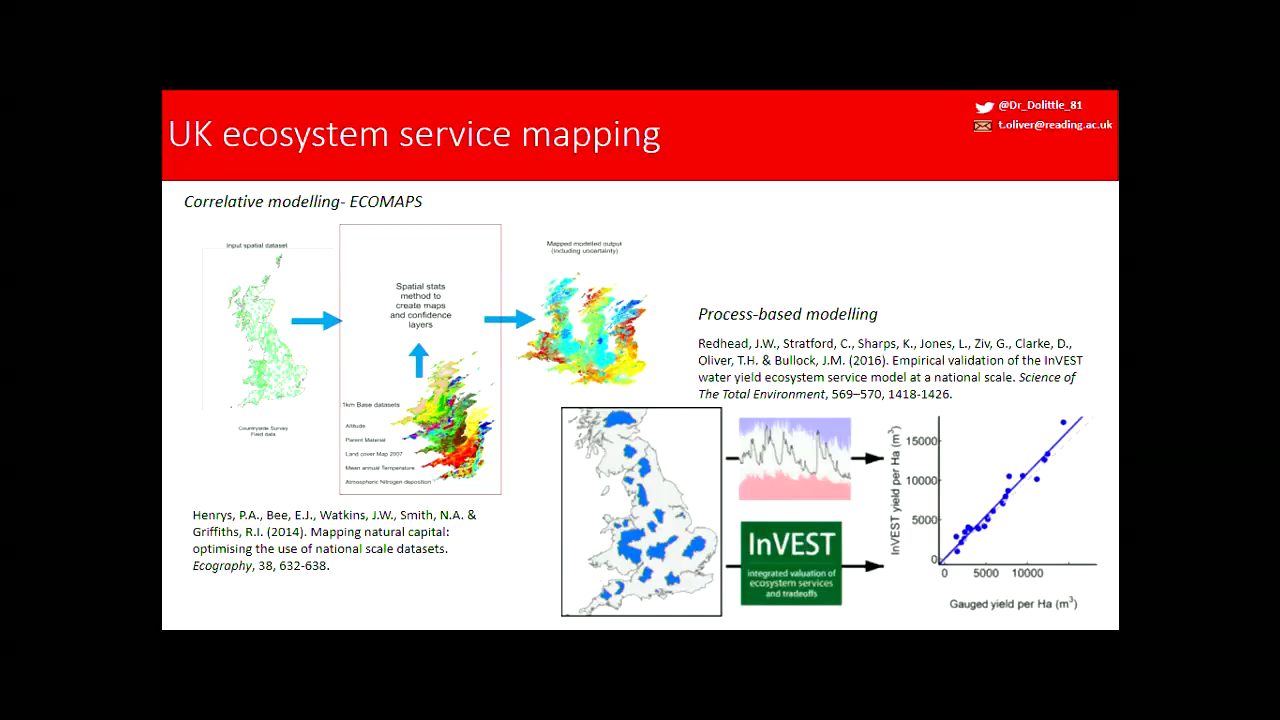 UK ecosystem service mapping
@Dr_Dolittle_81
t.oliver@reading.ac.uk
Correlative modelling- ECOMAPS
Input spatial dataset
Countryside Survey
Field data
Spatial stats
method to
create maps
and confidence
layers
1km Base datasets
Altitude
Parent Material
Land cover Map 2007
Mean annual Temperature
Atmospheric Nitrogen deposition
Mapped modelled output
(including uncertainty)
Henrys, P.A., Bee, E.J., Watkins, J.W., Smith, N.A. &
Griffiths, R.I. (2014). Mapping natural capital:
optimising the use of national scale datasets.
Ecography, 38, 632-638.
Process-based modelling
Redhead, J.W., Stratford, C., Sharps, K., Jones, L., Ziv, G., Clarke, D.,
Oliver, T.H. & Bullock, J.M. (2016). Empirical validation of the InVEST
water yield ecosystem service model at a national scale. Science of
The Total Environment, 569–570, 1418-1426.
InVEST
integrated valuation of
ecosystem services
and tradeoffs
InVEST yield per Ha (m³)
15000
10000
5000
0
0 5000 10000
Gauged yield per Ha (m³)